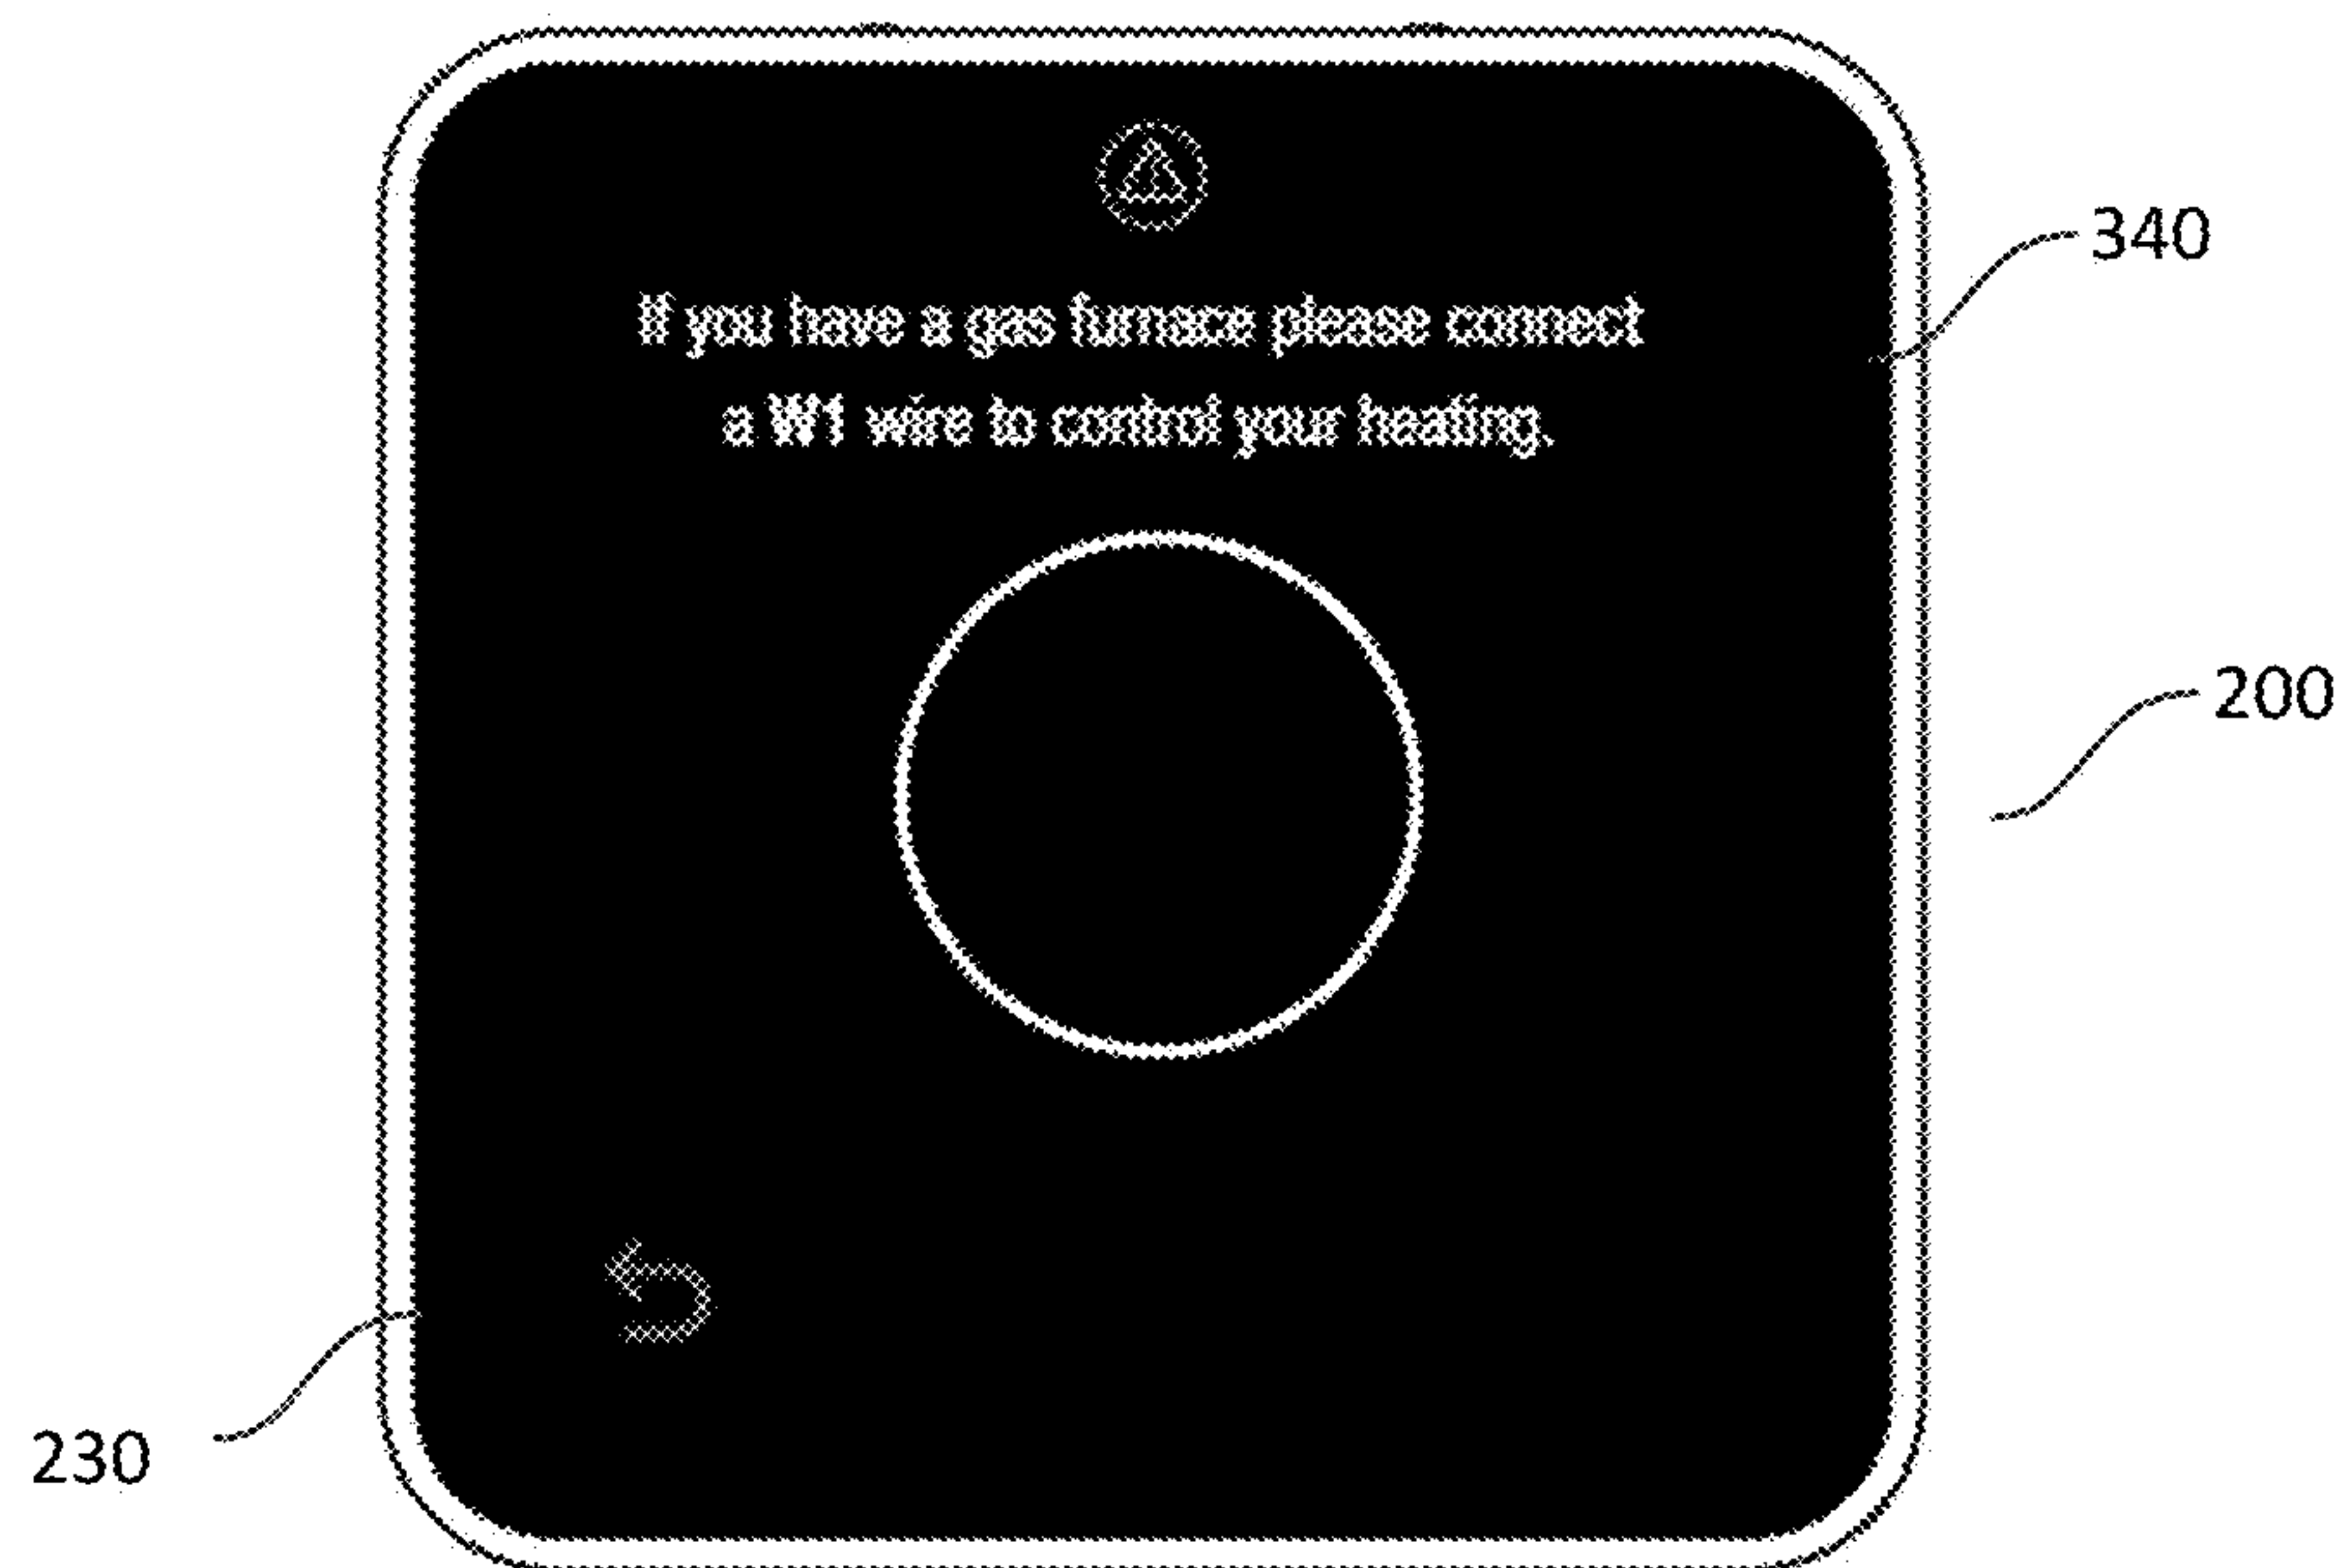 If you have a gas furnace please connect
a W1 wire to control your heating.
340
200
230